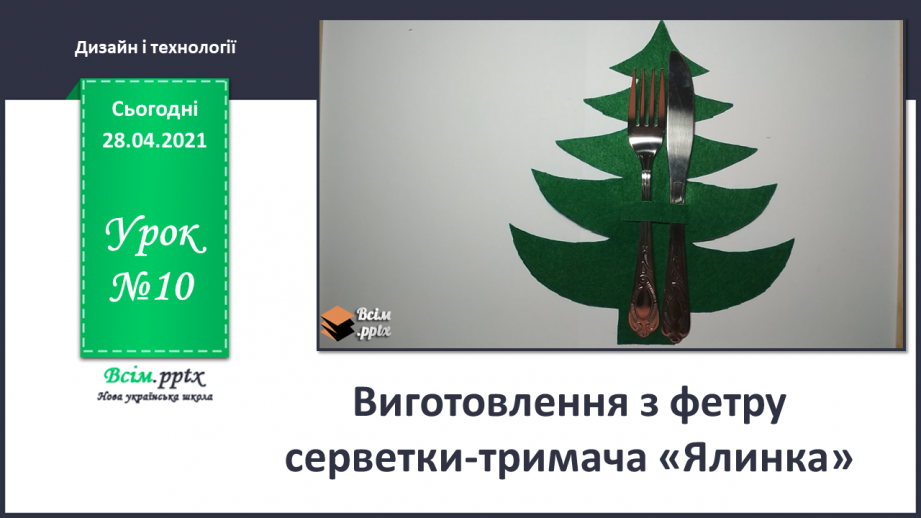 Дизайн і технології
Сьогодні
28.04.2021
Урок
№10
Всім.pptx
Нова українська школа
Всім
.pptx
Виготовлення з фетру
серветки-тримача «Ялинка»